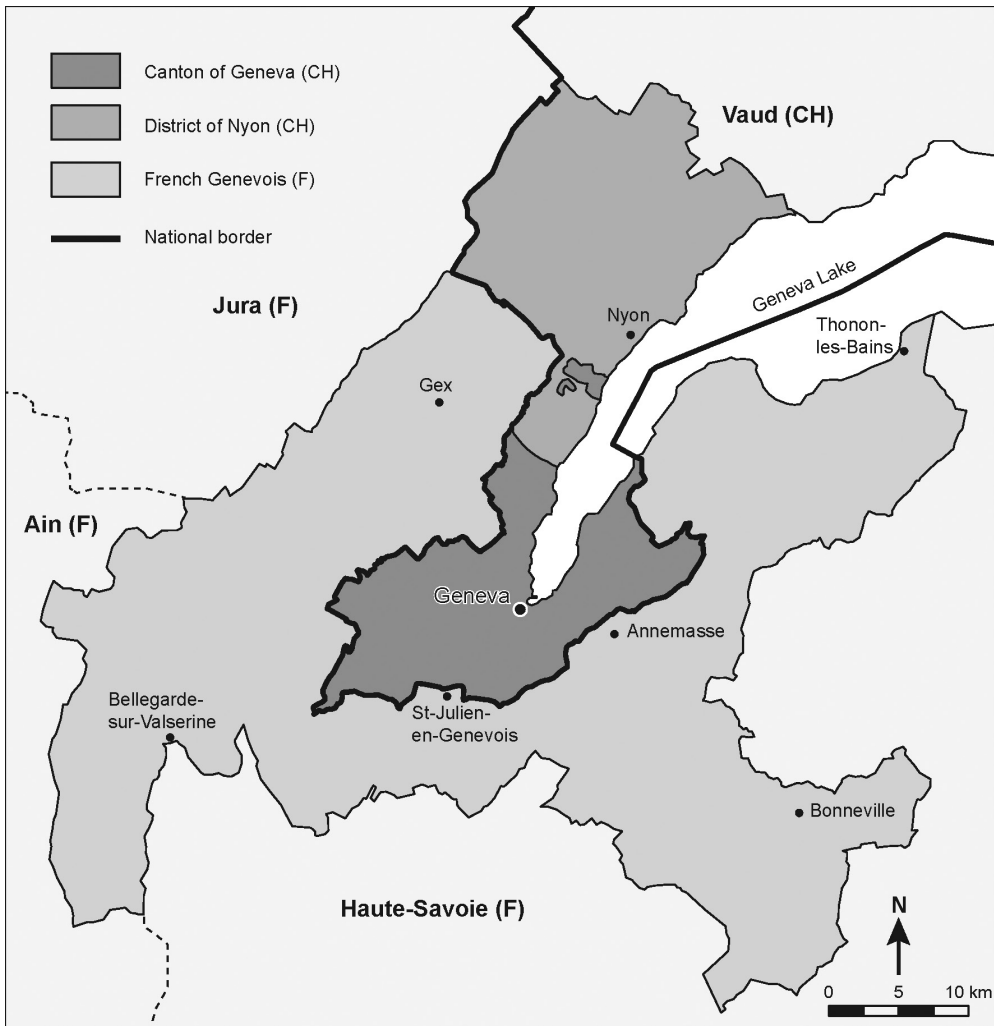 Canton of Geneva (CH)
District of Nyon (CH)
French Genevois (F)
National border
Vaud (CH)
Geneva Lake
Jura (F)
Nyon
Thonon-
les-Bains
Gex
Ain (F)
Geneva
Annemasse
Bellegarde-
sur-Valserine
St-Julien-
en-Genevois
Bonneville
Haute-Savoie (F)
N
0 5 10 km